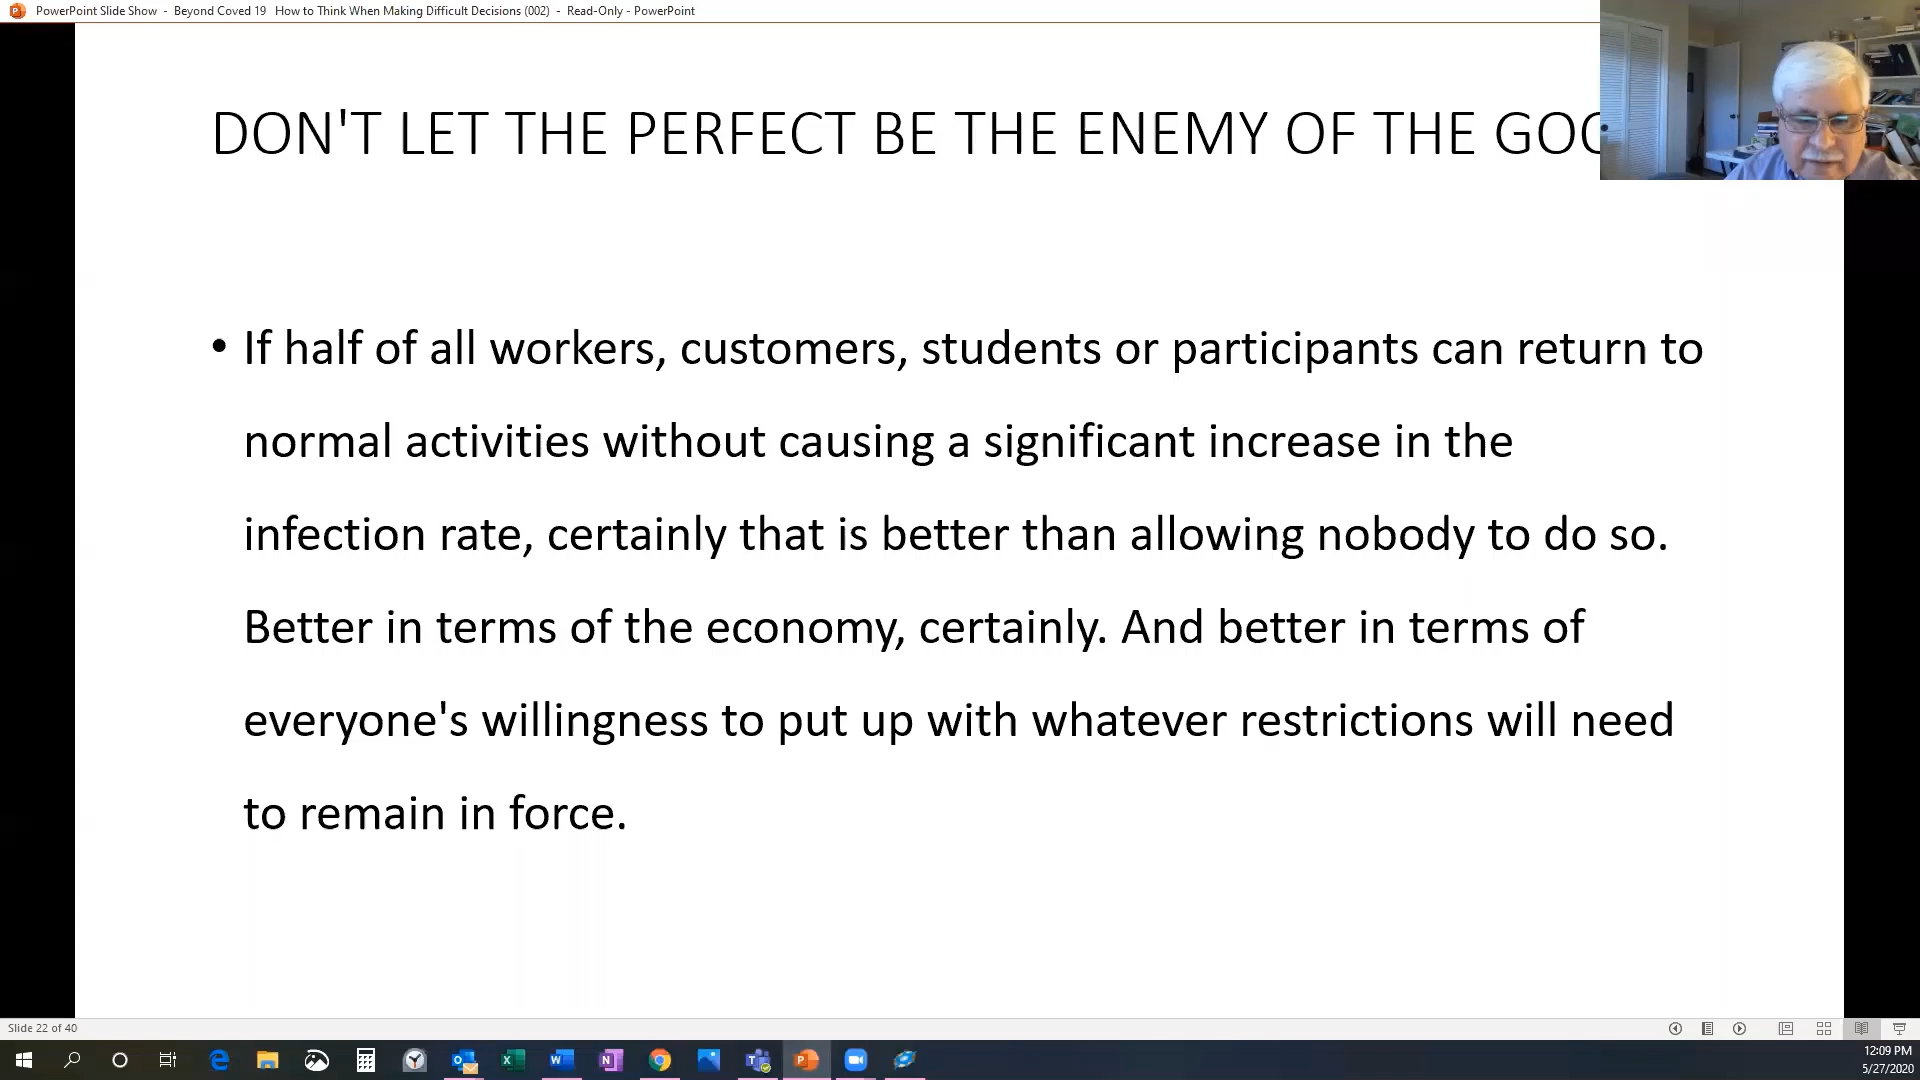 PowerPoint Slide Show - Beyond Coved 19 How to Think When Making Difficult Decisions (002) - Read-Only - PowerPoint
DON'T LET THE PERFECT BE THE ENEMY OF THE
• If half of all workers, customers, students or participants can return to
normal activities without causing a significant increase in the
infection rate, certainly that is better than allowing nobody to do so.
Better in terms of the economy, certainly. And better in terms of
everyone's willingness to put up with whatever restrictions will need
to remain in force.
Slide 22 of 40
12:09 PM
5/27/2020